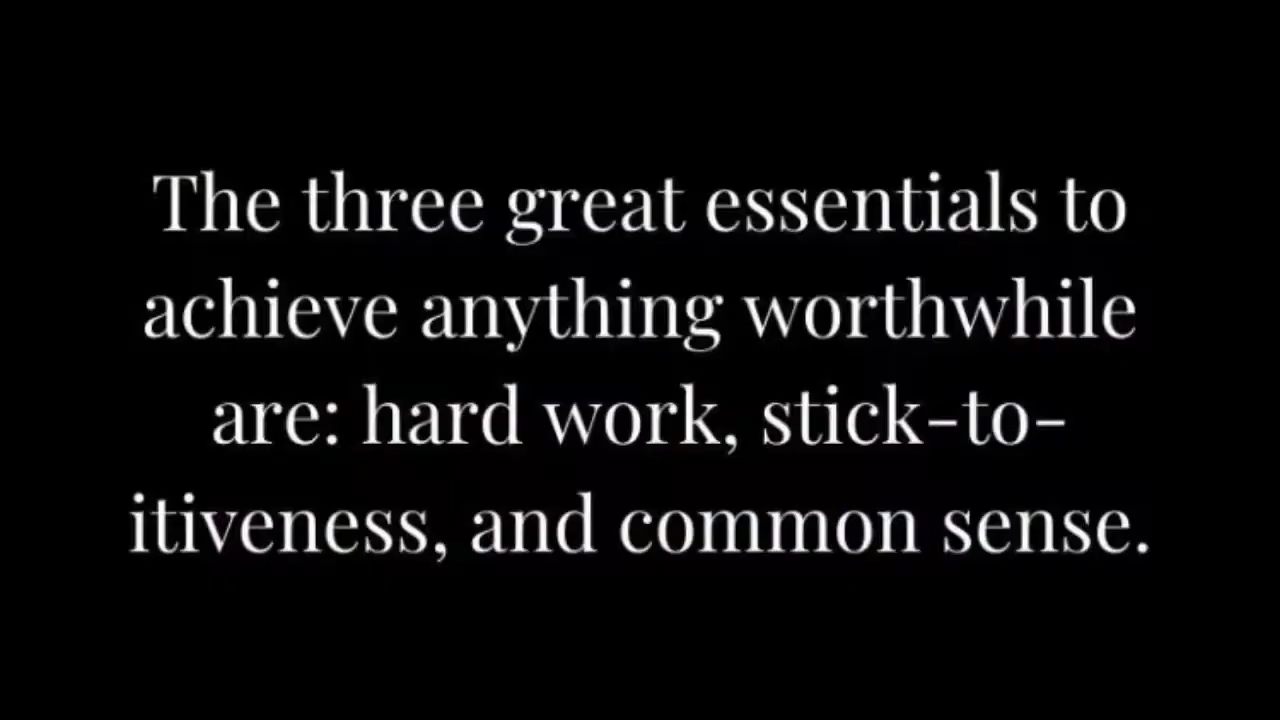 The three great essentials to
achieve anything worthwhile
are: hard work, stick-to-
itiveness, and common sense.